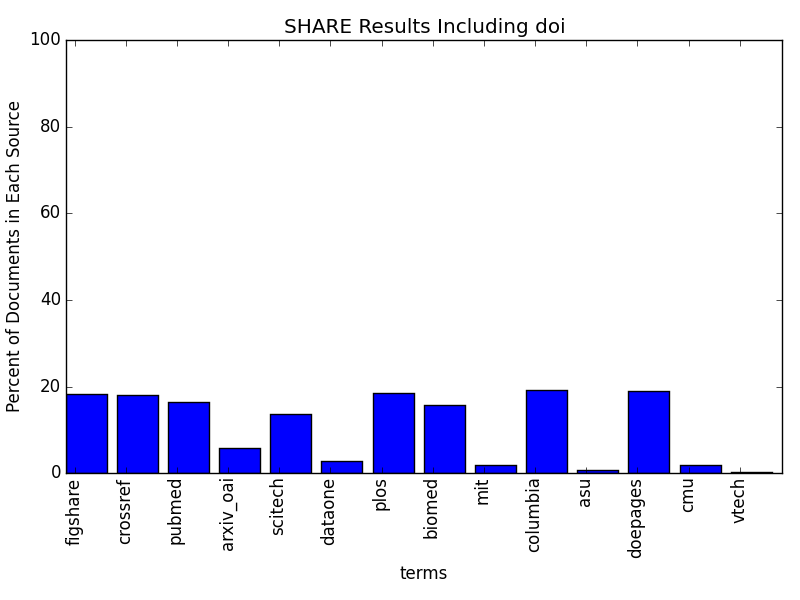 SHARE Results Including doi
100
80
60
40
20
0
Percent of Documents in Each Source
figshare
crossref
pubmed
arxiv_oai
scitech
dataone
plos
biomed
mit
columbia
asu
doepages
cmu
vtech
terms